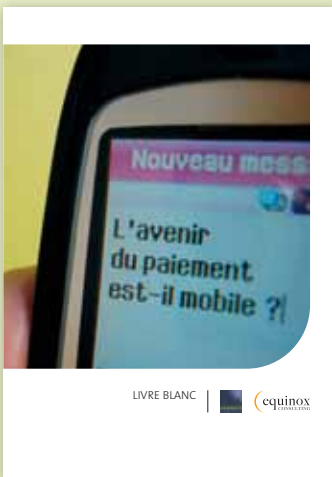 Nouveau mess
L'avenir
du paiement
est-il mobile ?
LIVRE BLANC
equinox
CONSULTING